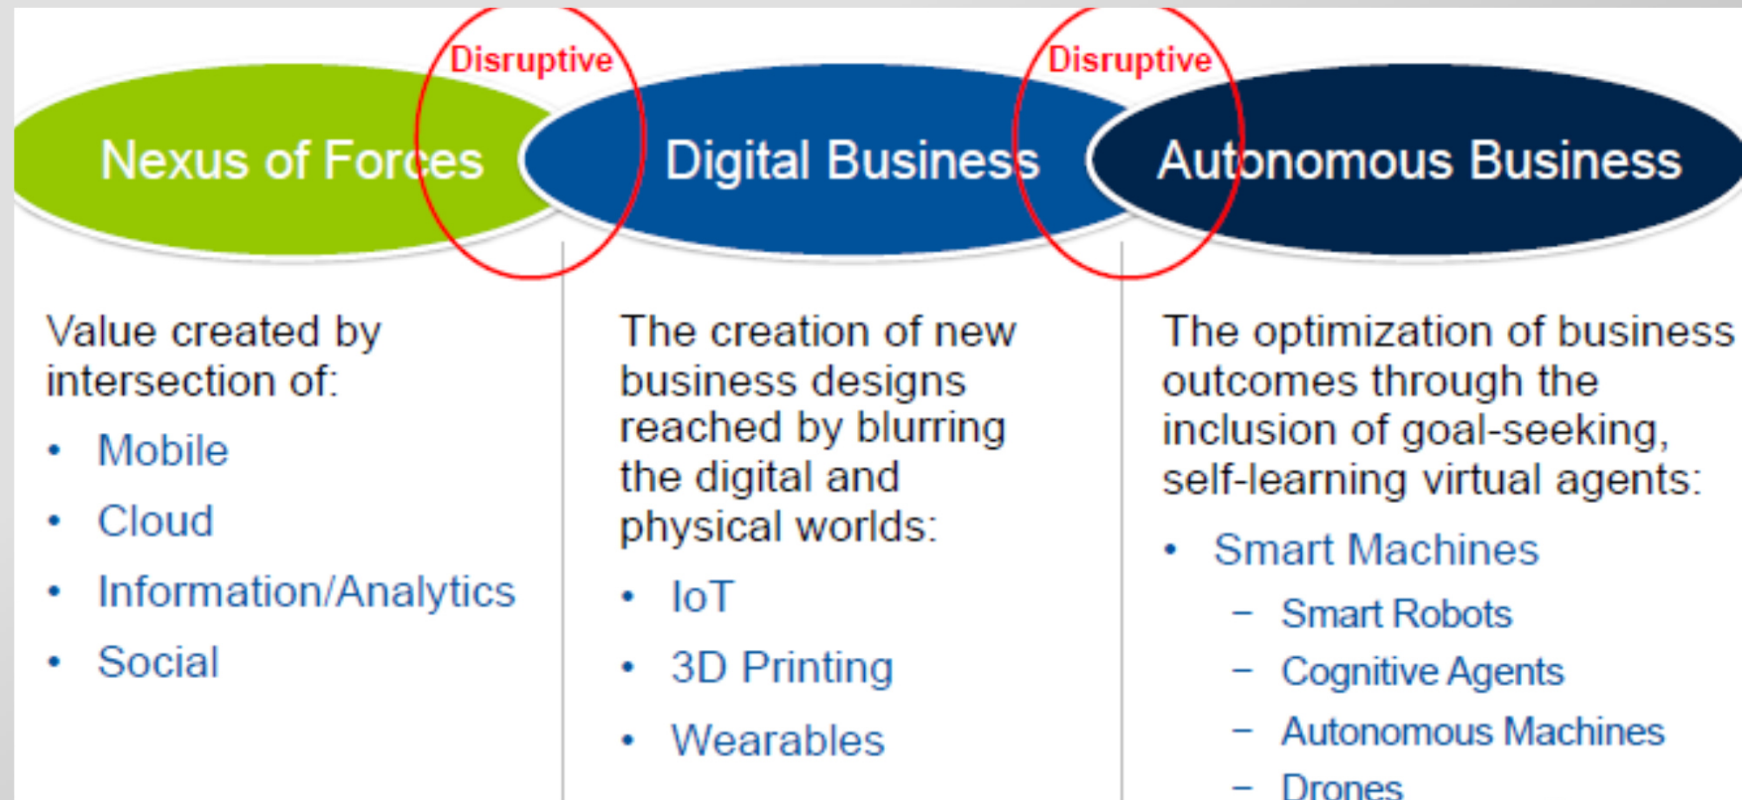 Disruptive
Disruptive
Nexus of Forces
Digital Business
Autonomous Business
Value created by
intersection of:
• Mobile
• Cloud
• Information/Analytics
• Social
The creation of new
business designs
reached by blurring
the digital and
physical worlds:
• IoT
• 3D Printing
• Wearables
The optimization of business
outcomes through the
inclusion of goal-seeking,
self-learning virtual agents:
• Smart Machines
– Smart Robots
– Cognitive Agents
– Autonomous Machines
– Drones